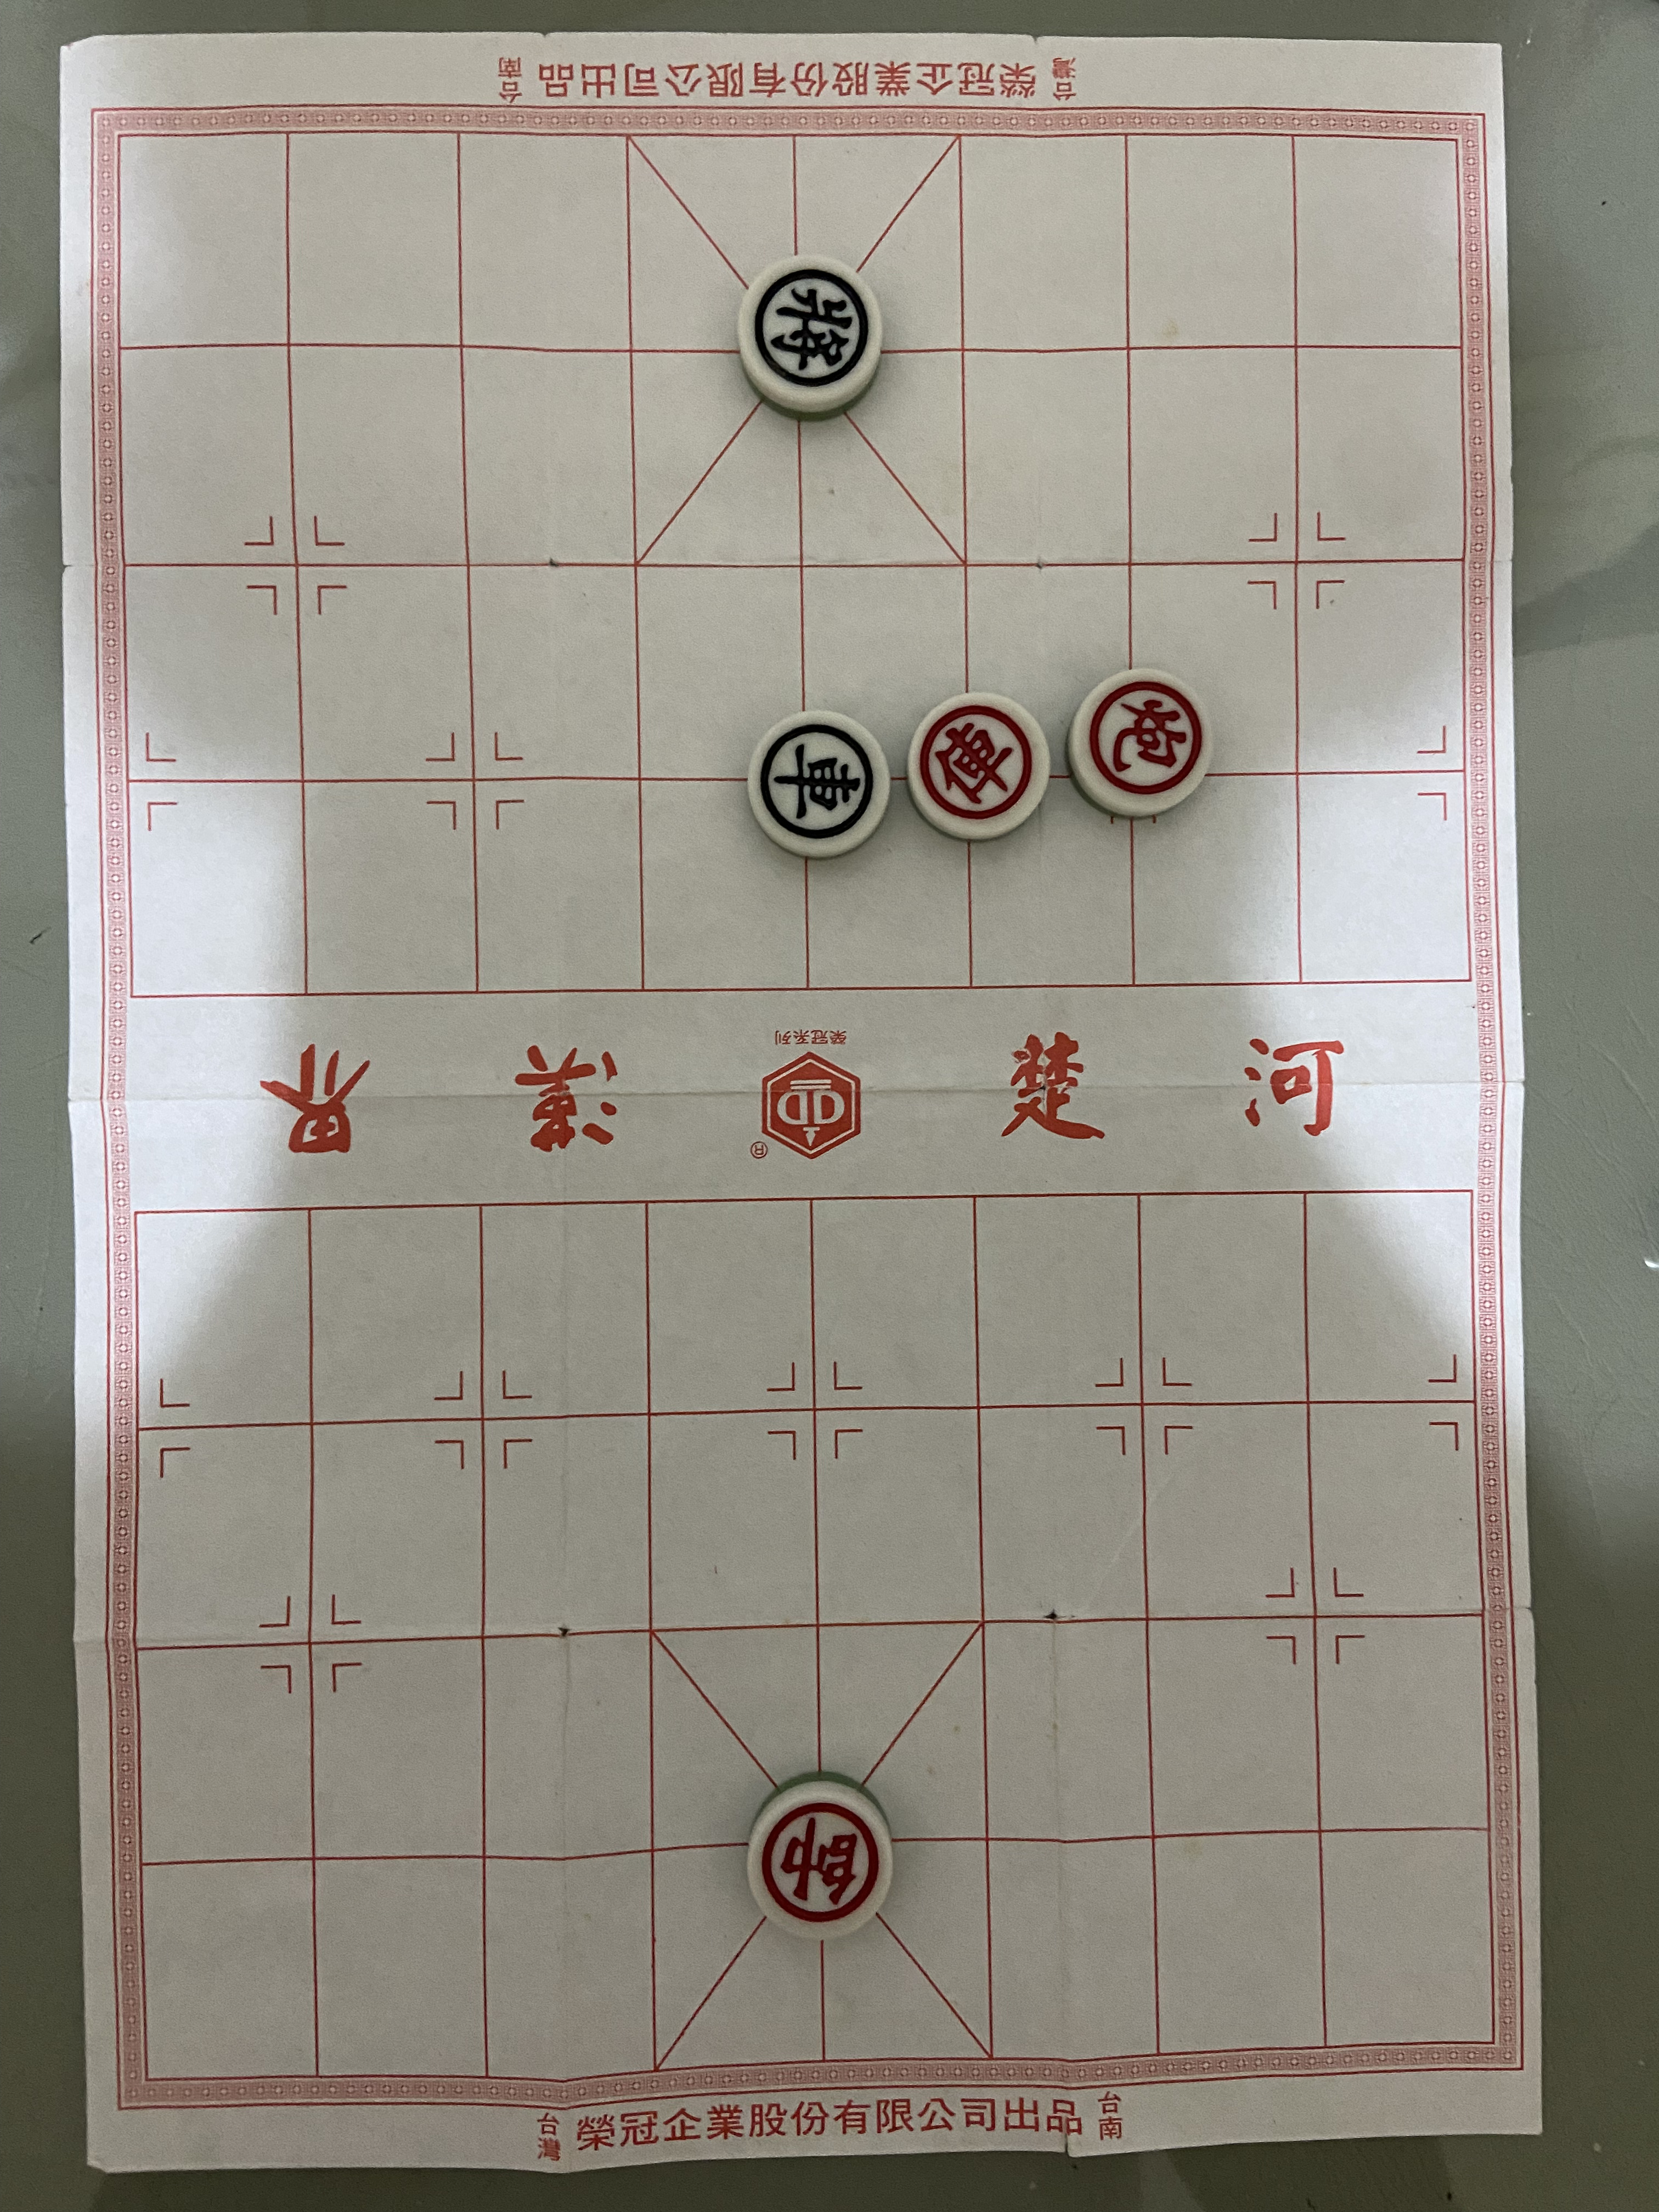 台灣 榮冠企業股份有限公司出品 台南
將
車 俥 炮
漢界
榮冠系列
®
楚河
帥
台灣 榮冠企業股份有限公司出品 台南